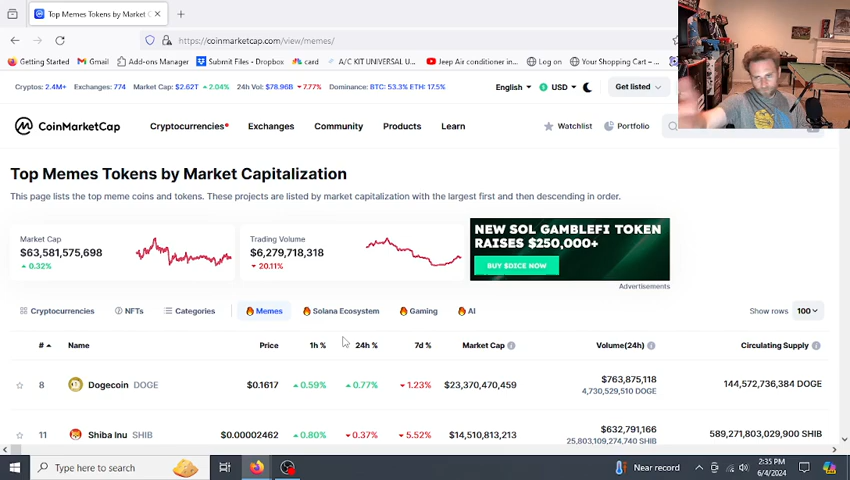 Top Memes Tokens by Market C
https://coinmarketcap.com/view/memes/
Getting Started Gmail Add-ons Manager Submit Files - Dropbox card A/C KIT UNIVERSAL U... Jeep Air conditioner in... Log on Your Shopping Cart –...
Cryptos: 2.4M+ Exchanges: 774 Market Cap: $2.62T 2.04% 24h Vol: $78.96B 7.77% Dominance: BTC: 53.3% ETH: 17.5% English USD Get listed
CoinMarketCap Cryptocurrencies Exchanges Community Products Learn Watchlist Portfolio
Top Memes Tokens by Market Capitalization
This page lists the top meme coins and tokens. These projects are listed by market capitalization with the largest first and then descending in order.
Market Cap
$63,581,575,698
0.32%
Trading Volume
$6,279,718,318
20.11%
NEW SOL GAMBLEFI TOKEN
RAISES $250,000+
BUY $DICE NOW
Advertisements
Cryptocurrencies NFTs Categories Memes Solana Ecosystem Gaming AI Show rows 100
# Name Price 1h % 24h % 7d % Market Cap Volume(24h) Circulating Supply
8 Dogecoin DOGE $0.1617 0.59% 0.77% 1.23% $23,370,470,459 $763,875,118 144,572,736,384 DOGE
4,730,529,510 DOGE
11 Shiba Inu SHIB $0.00002462 0.80% 0.37% 5.52% $14,510,813,213 $632,791,166 589,271,803,029,900 SHIB
25,803,109,274,740 SHIB
Type here to search Near record 2:35 PM
6/4/2024